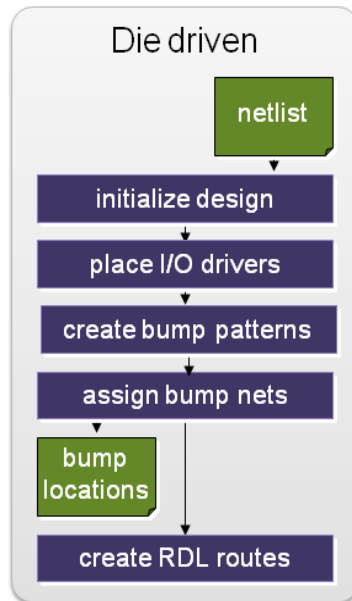 Die driven
netlist
initialize design
place I/O drivers
create bump patterns
assign bump nets
bump
locations
create RDL routes